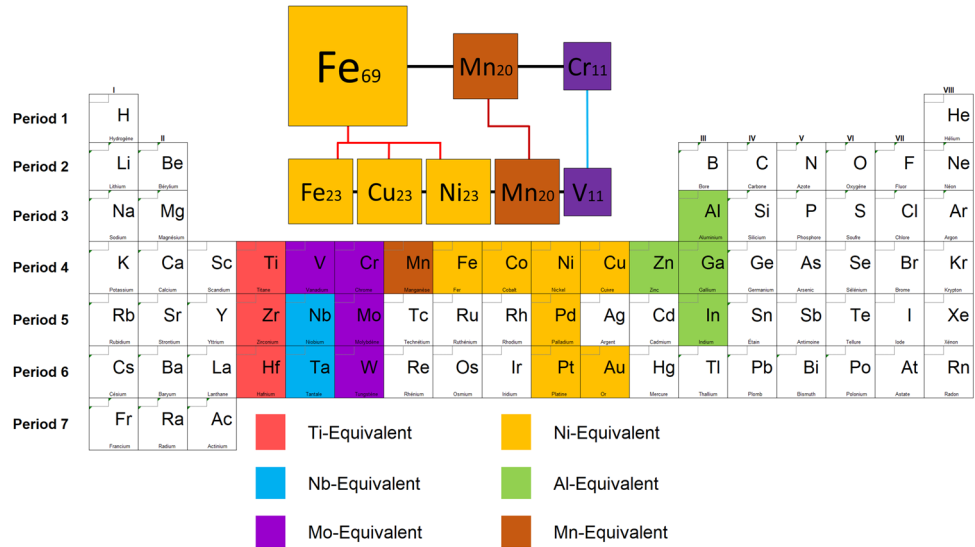 Fe69 Mn20 Cr11
Fe23 Cu23 Ni23 Mn20 V11
I VIII
Period 1 H He
Hydrogène Hélium
II III IV V VI VII
Period 2 Li Be B C N O F Ne
Lithium Bérylium Bore Carbone Azote Oxygène Fluor Néon
Period 3 Na Mg Al Si P S Cl Ar
Sodium Magnésium Aluminium Silicium Phosphore Soufre Chlore Argon
Period 4 K Ca Sc Ti V Cr Mn Fe Co Ni Cu Zn Ga Ge As Se Br Kr
Potassium Calcium Scandium Titane Vanadium Chrome Manganèse Fer Cobalt Nickel Cuivre Zinc Gallium Germanium Arsenic Sélénium Brome Krypton
Period 5 Rb Sr Y Zr Nb Mo Tc Ru Rh Pd Ag Cd In Sn Sb Te I Xe
Rubidium Strontium Yttrium Zirconium Niobium Molybdène Technétium Ruthénium Rhodium Palladium Argent Cadmium Indium Étain Antimoine Tellure Iode Xénon
Period 6 Cs Ba La Hf Ta W Re Os Ir Pt Au Hg Tl Pb Bi Po At Rn
Césium Baryum Lanthane Hafnium Tantale Tungstène Rhénium Osmium Iridium Platine Or Mercure Thallium Plomb Bismuth Polonium Astate Radon
Period 7 Fr Ra Ac
Francium Radium Actinium
Ti-Equivalent Ni-Equivalent
Nb-Equivalent Al-Equivalent
Mo-Equivalent Mn-Equivalent